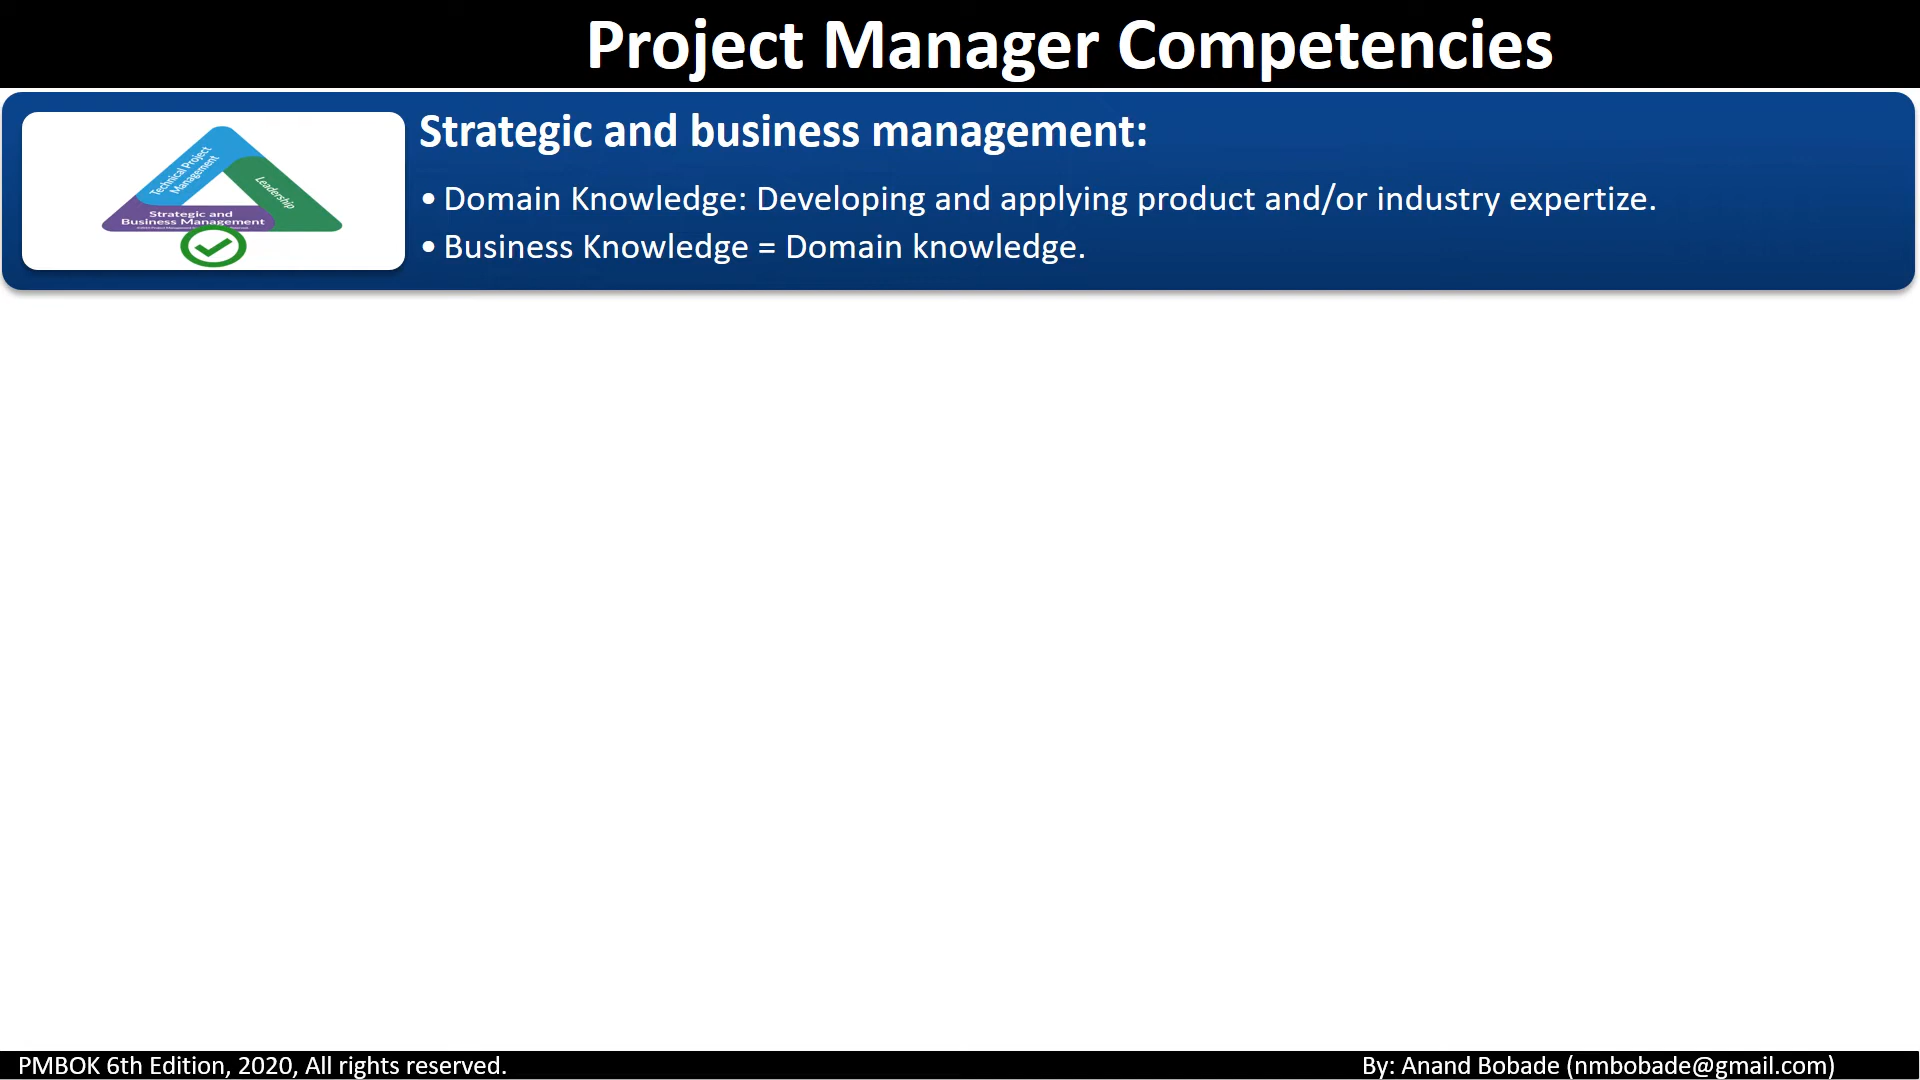 Project Manager Competencies
Technical Project
Management
Leadership
Strategic and
Business Management
Strategic and business management:
• Domain Knowledge: Developing and applying product and/or industry expertize.
• Business Knowledge = Domain knowledge.
PMBOK 6th Edition, 2020, All rights reserved.
By: Anand Bobade (nmbobade@gmail.com)